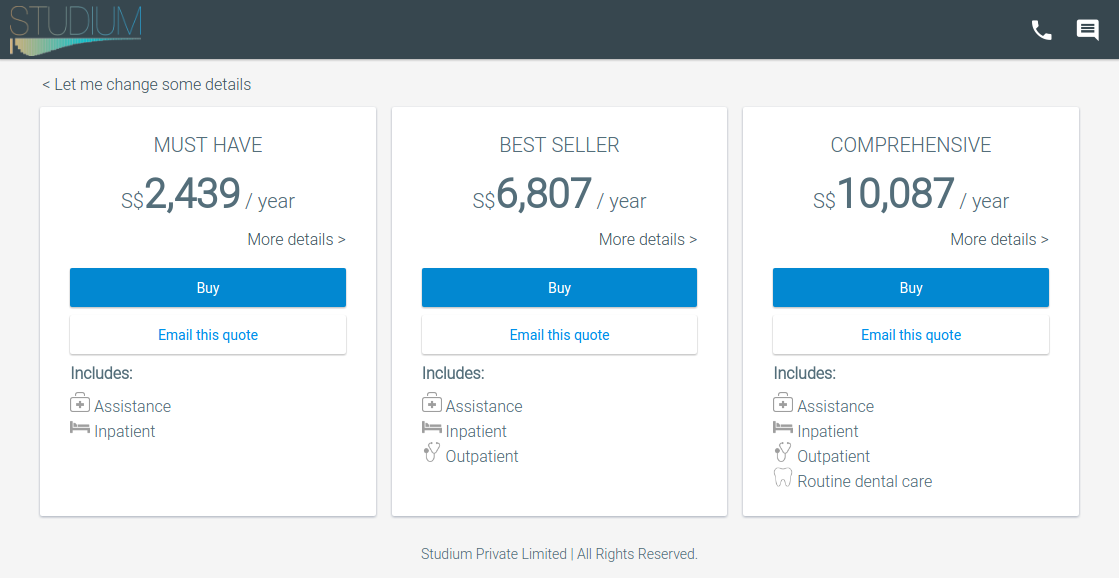 STUDIUM
< Let me change some details
MUST HAVE
S$2,439 / year
More details >
Buy
Email this quote
Includes:
Assistance
Inpatient
BEST SELLER
S$6,807 / year
More details >
Buy
Email this quote
Includes:
Assistance
Inpatient
Outpatient
COMPREHENSIVE
S$10,087 / year
More details >
Buy
Email this quote
Includes:
Assistance
Inpatient
Outpatient
Routine dental care
Studium Private Limited | All Rights Reserved.